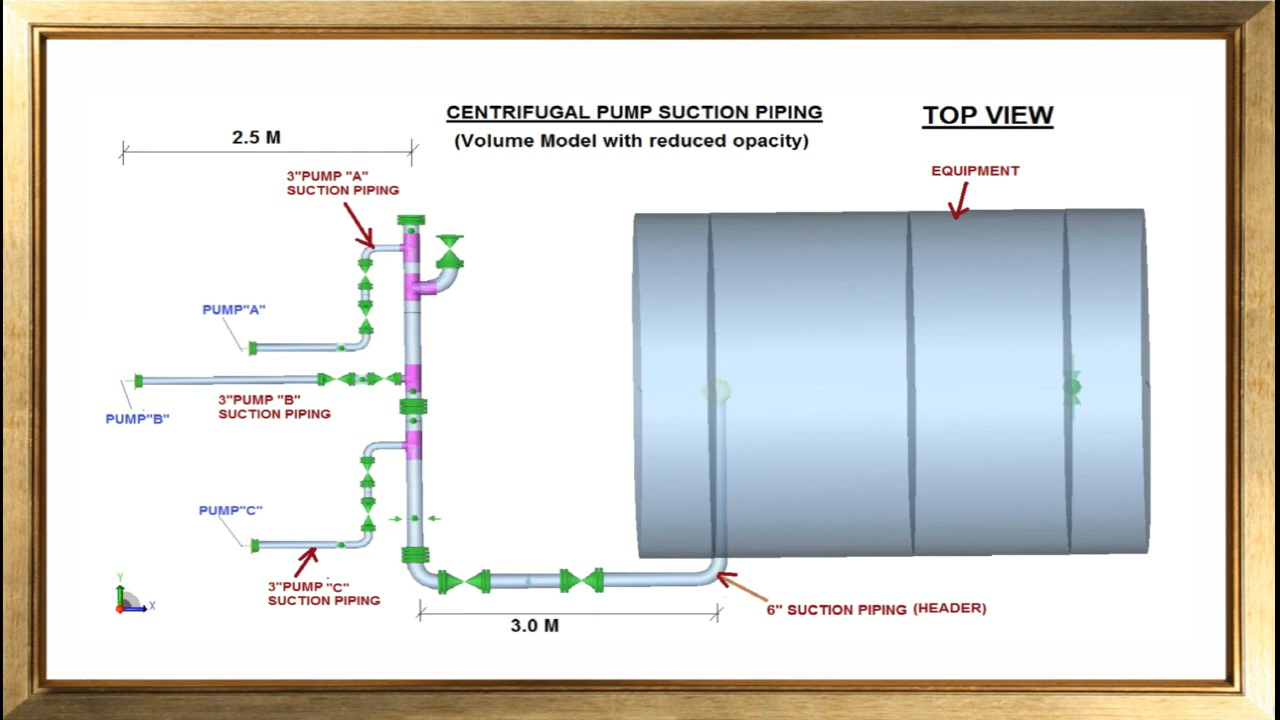 CENTRIFUGAL PUMP SUCTION PIPING
(Volume Model with reduced opacity)
TOP VIEW
2.5 M
EQUIPMENT
3"PUMP "A"
SUCTION PIPING
PUMP"A"
3"PUMP "B"
SUCTION PIPING
PUMP"B"
PUMP"C"
3"PUMP "C"
SUCTION PIPING
Y
X
6" SUCTION PIPING (HEADER)
3.0 M